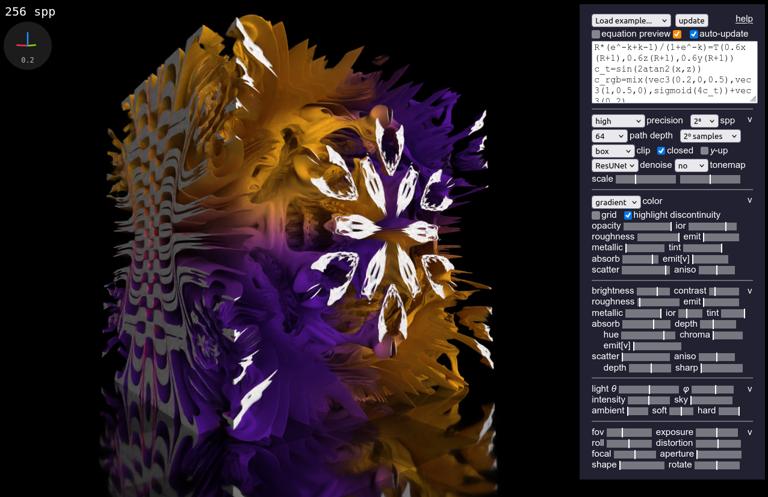 256 spp
0.2
Load example... update help
equation preview auto-update
R*(e^-k+k-1)/(1+e^-k)=T(0.6x
(R+1),0.6z(R+1),0.6y(R+1))
c_t=sin(2atan2(x,z))
c_rgb=mix(vec3(0.2,0,0.5),vec
3(1,0.5,0),sigmoid(4c_t))+vec
3(0.2)
high precision 2⁰ spp v
64 path depth 2⁰ samples
box clip closed y-up
ResUNet denoise no tonemap
scale
gradient color v
grid highlight discontinuity
opacity ior
roughness emit
metallic tint
absorb emit[v]
scatter aniso
brightness contrast v
roughness emit
metallic ior tint
absorb depth
hue chroma
emit[v]
scatter aniso
depth sharp
light θ φ v
intensity sky
ambient soft hard
fov exposure v
roll distortion
focal aperture
shape rotate